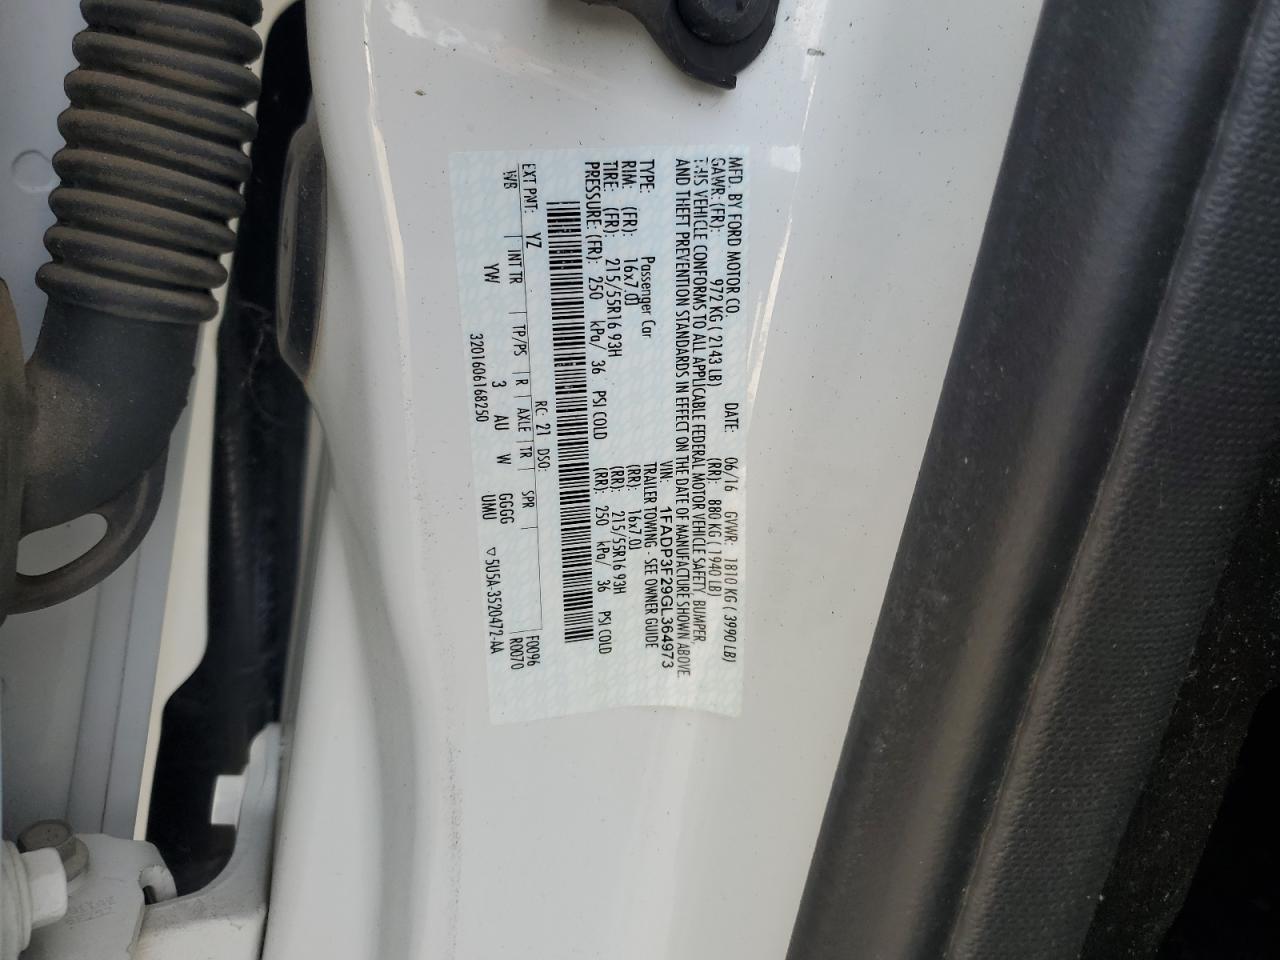 MFD. BY FORD MOTOR CO. DATE: 06/16 GVWR: 1810 KG ( 3990 LB)
GAWR: (FR): 972 KG ( 2143 LB) (RR): 880 KG ( 1940 LB)
THIS VEHICLE CONFORMS TO ALL APPLICABLE FEDERAL MOTOR VEHICLE SAFETY, BUMPER,
AND THEFT PREVENTION STANDARDS IN EFFECT ON THE DATE OF MANUFACTURE SHOWN ABOVE.
VIN: 1FADP3F29GL364973
TYPE: Passenger Car TRAILER TOWING - SEE OWNER GUIDE
RIM: (FR): 16x7.0J (RR): 16x7.0J
TIRE: (FR): 215/55R16 93H (RR): 215/55R16 93H
PRESSURE: (FR): 250 kPa/ 36 PSI COLD (RR): 250 kPa/ 36 PSI COLD
EXT PNT: YZ RC: 21 DSO: F0096
WB INT TR TP/PS R AXLE TR SPR R0070
YW 3 AU W GGGG
UMU
3201606168250 ▽ 5U5A-3520472-AA